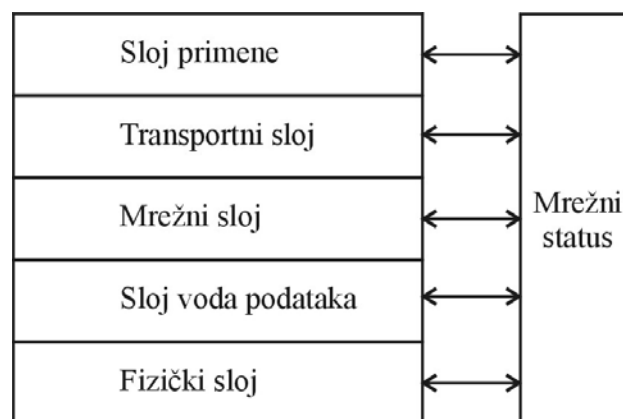 Sloj primene
Transportni sloj
Mrežni sloj
Sloj voda podataka
Fizički sloj
Mrežni
status